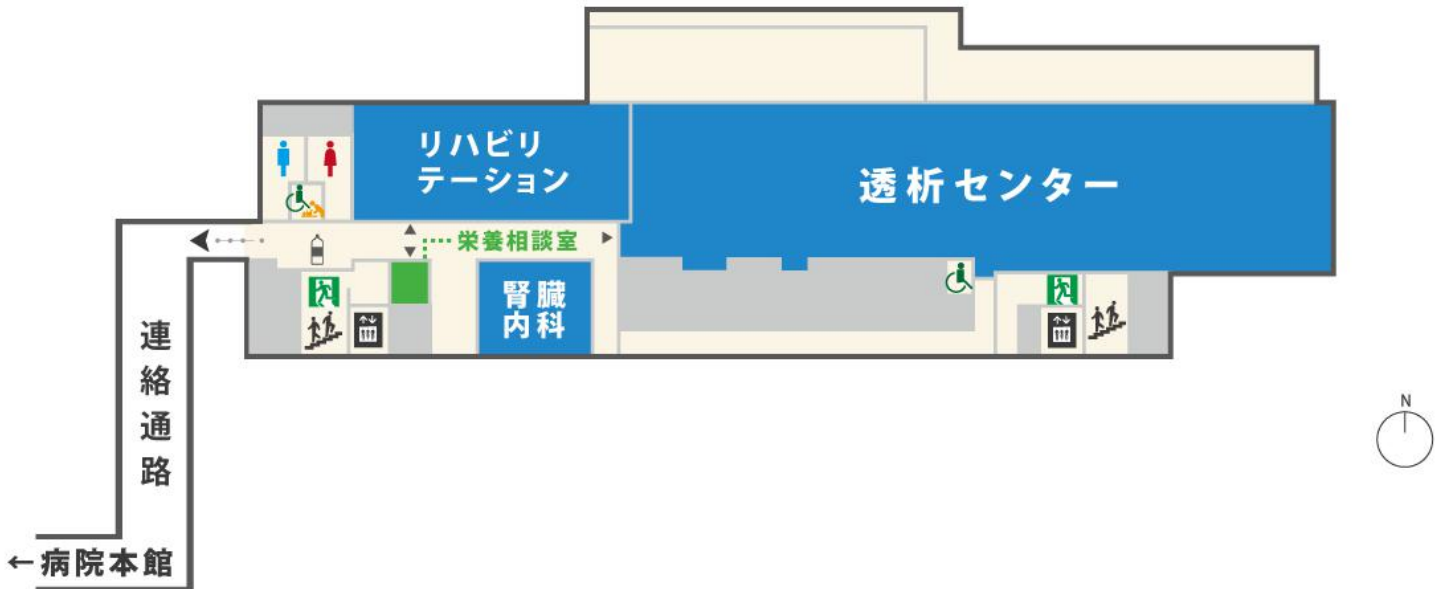 リハビリ
テーション
透析センター
栄養相談室
腎臓
内科
連絡通路
←病院本館
N